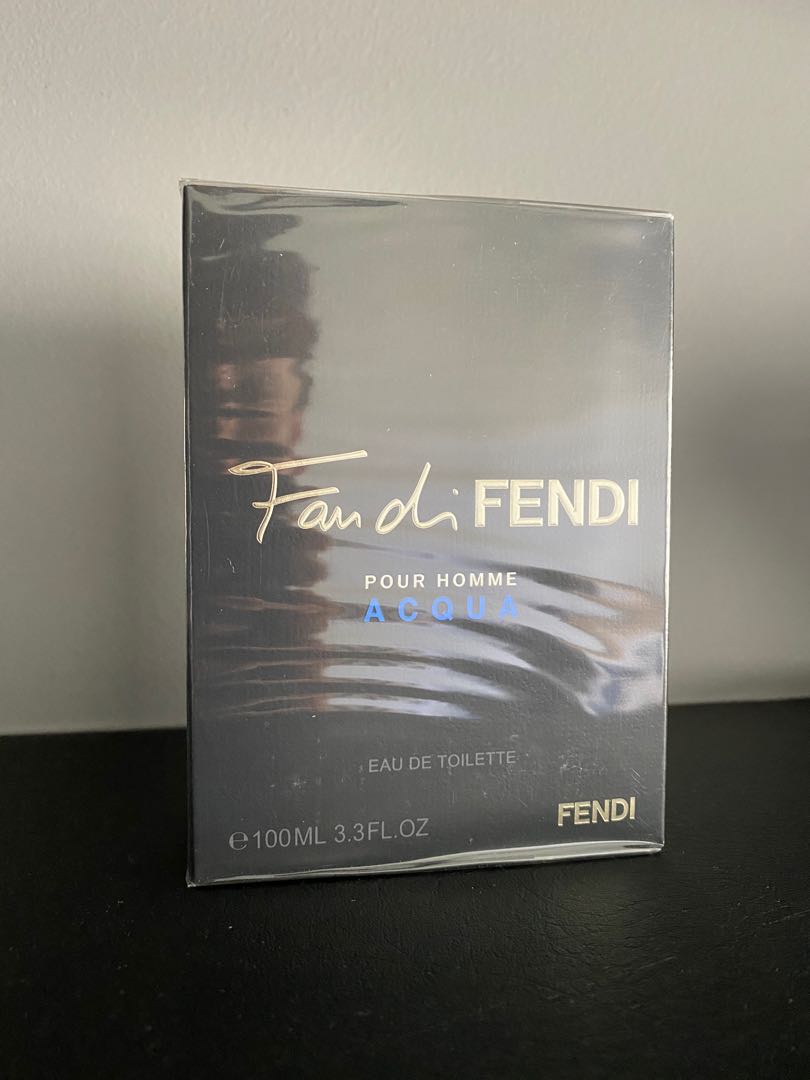 Fan di FENDI
POUR HOMME
ACQUA
EAU DE TOILETTE
FENDI
℮100ML 3.3FL.OZ